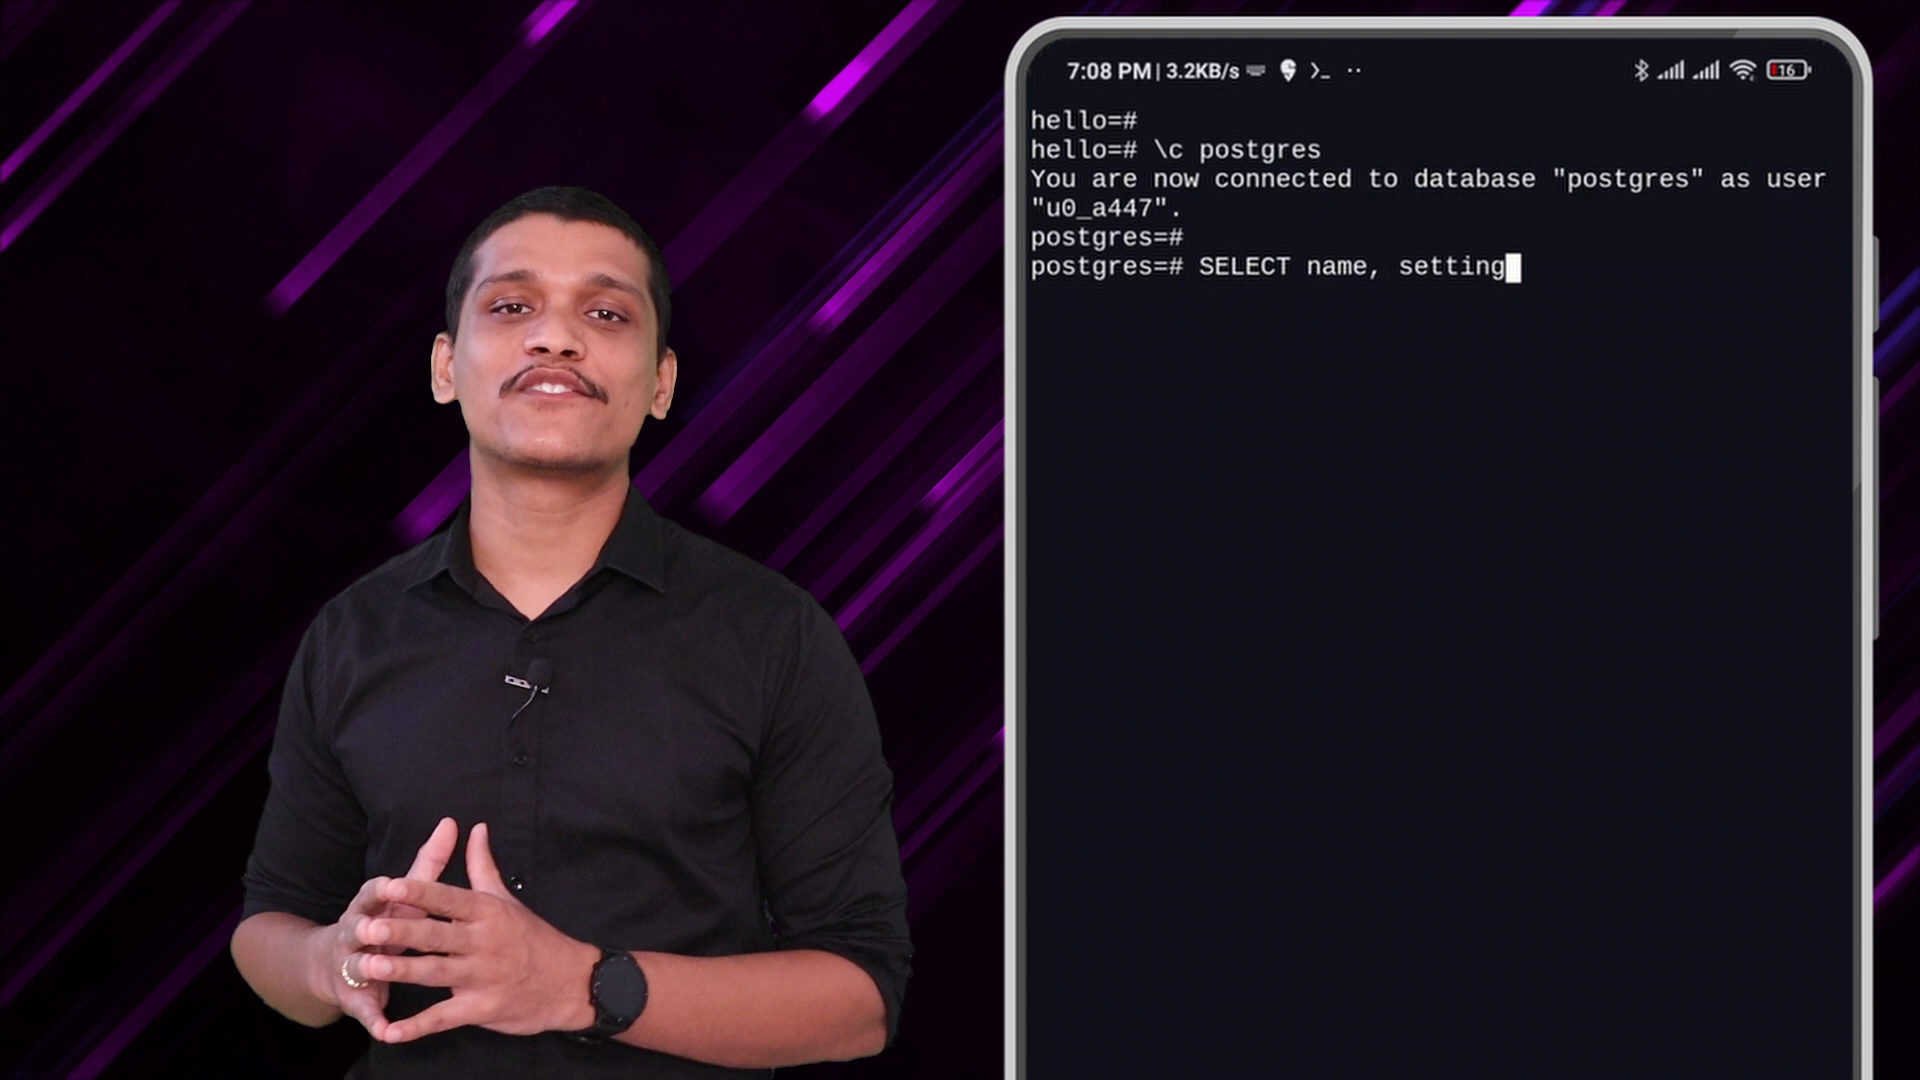 7:08 PM | 3.2KB/s >_ ·· 16
hello=#
hello=# \c postgres
You are now connected to database "postgres" as user
"u0_a447".
postgres=#
postgres=# SELECT name, setting